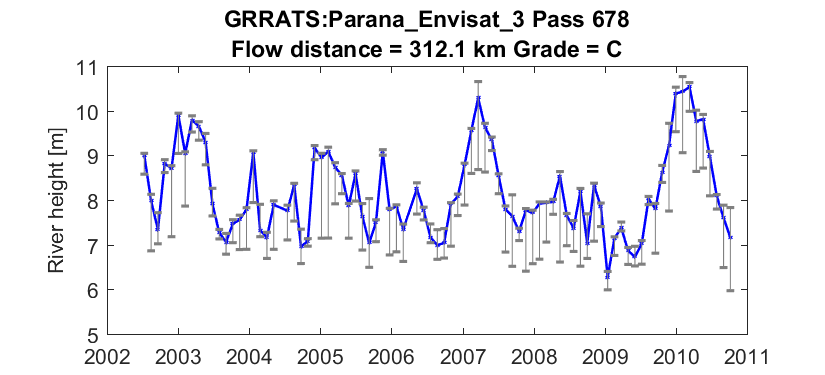 GRRATS:Parana_Envisat_3 Pass 678
Flow distance = 312.1 km Grade = C
River height [m]
11
10
9
8
7
6
5
2002 2003 2004 2005 2006 2007 2008 2009 2010 2011